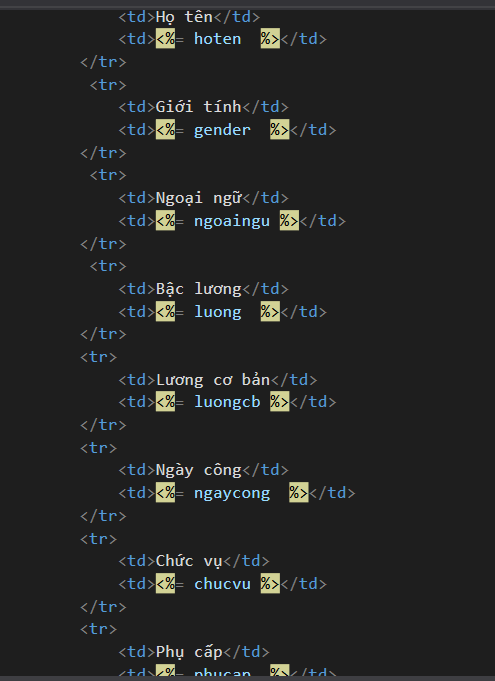 <td>Họ tên</td>
<td><%= hoten  %></td>
</tr>
<tr>
<td>Giới tính</td>
<td><%= gender  %></td>
</tr>
<tr>
<td>Ngoại ngữ</td>
<td><%= ngoaingu %></td>
</tr>
<tr>
<td>Bậc lương</td>
<td><%= luong  %></td>
</tr>
<tr>
<td>Lương cơ bản</td>
<td><%= luongcb %></td>
</tr>
<tr>
<td>Ngày công</td>
<td><%= ngaycong  %></td>
</tr>
<tr>
<td>Chức vụ</td>
<td><%= chucvu %></td>
</tr>
<tr>
<td>Phụ cấp</td>
<td><%= phucap  %></td>